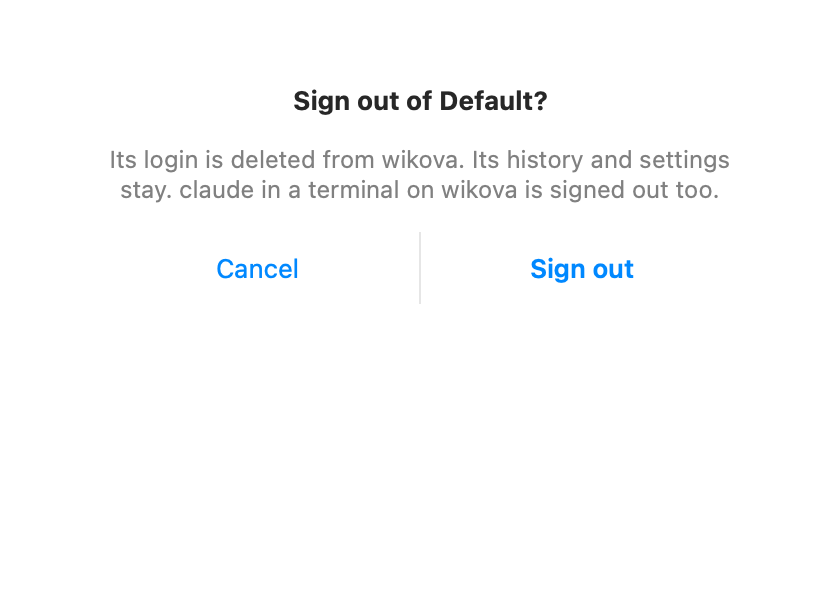 Sign out of Default?
Its login is deleted from wikova. Its history and settings
stay. claude in a terminal on wikova is signed out too.
Cancel
Sign out